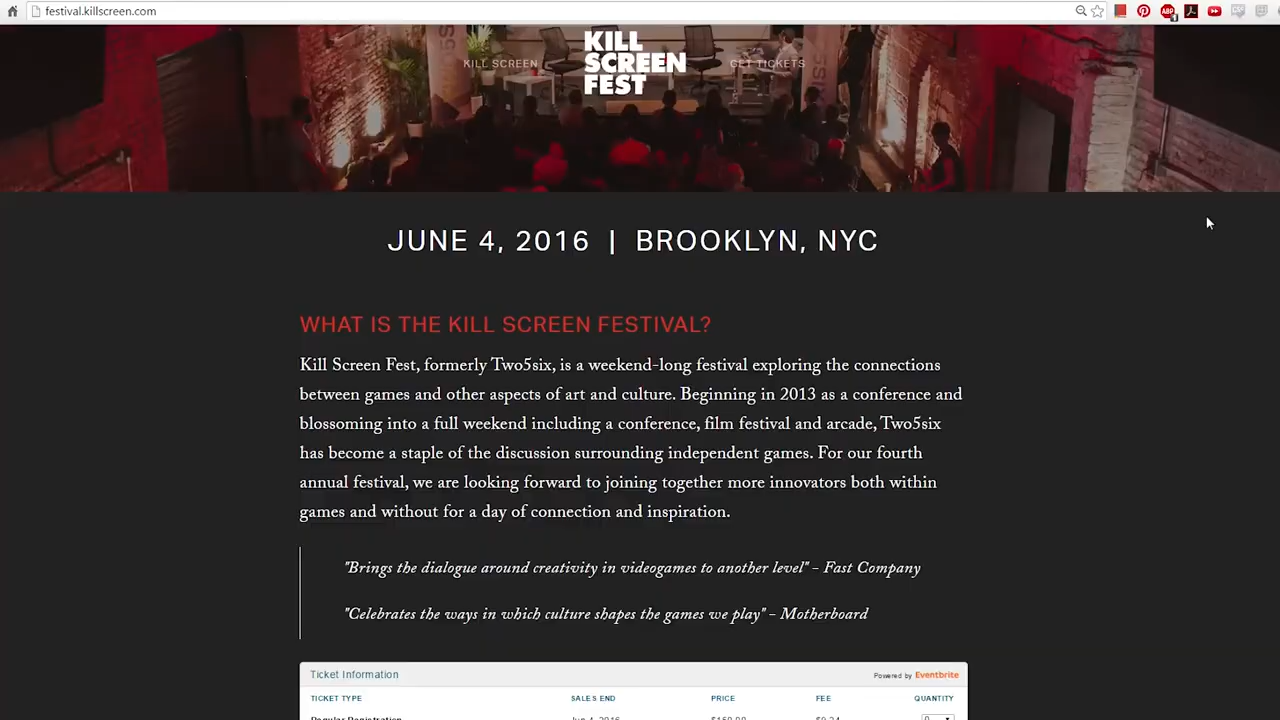 festival.killscreen.com
KILL SCREEN
KILL
SCREEN
FEST
GET TICKETS
JUNE 4, 2016 | BROOKLYN, NYC
WHAT IS THE KILL SCREEN FESTIVAL?
Kill Screen Fest, formerly Two5six, is a weekend-long festival exploring the connections
between games and other aspects of art and culture. Beginning in 2013 as a conference and
blossoming into a full weekend including a conference, film festival and arcade, Two5six
has become a staple of the discussion surrounding independent games. For our fourth
annual festival, we are looking forward to joining together more innovators both within
games and without for a day of connection and inspiration.
"Brings the dialogue around creativity in videogames to another level" - Fast Company
"Celebrates the ways in which culture shapes the games we play" - Motherboard
Ticket Information Powered by Eventbrite
TICKET TYPE SALES END PRICE FEE QUANTITY
Regular Registration Jun 4, 2016